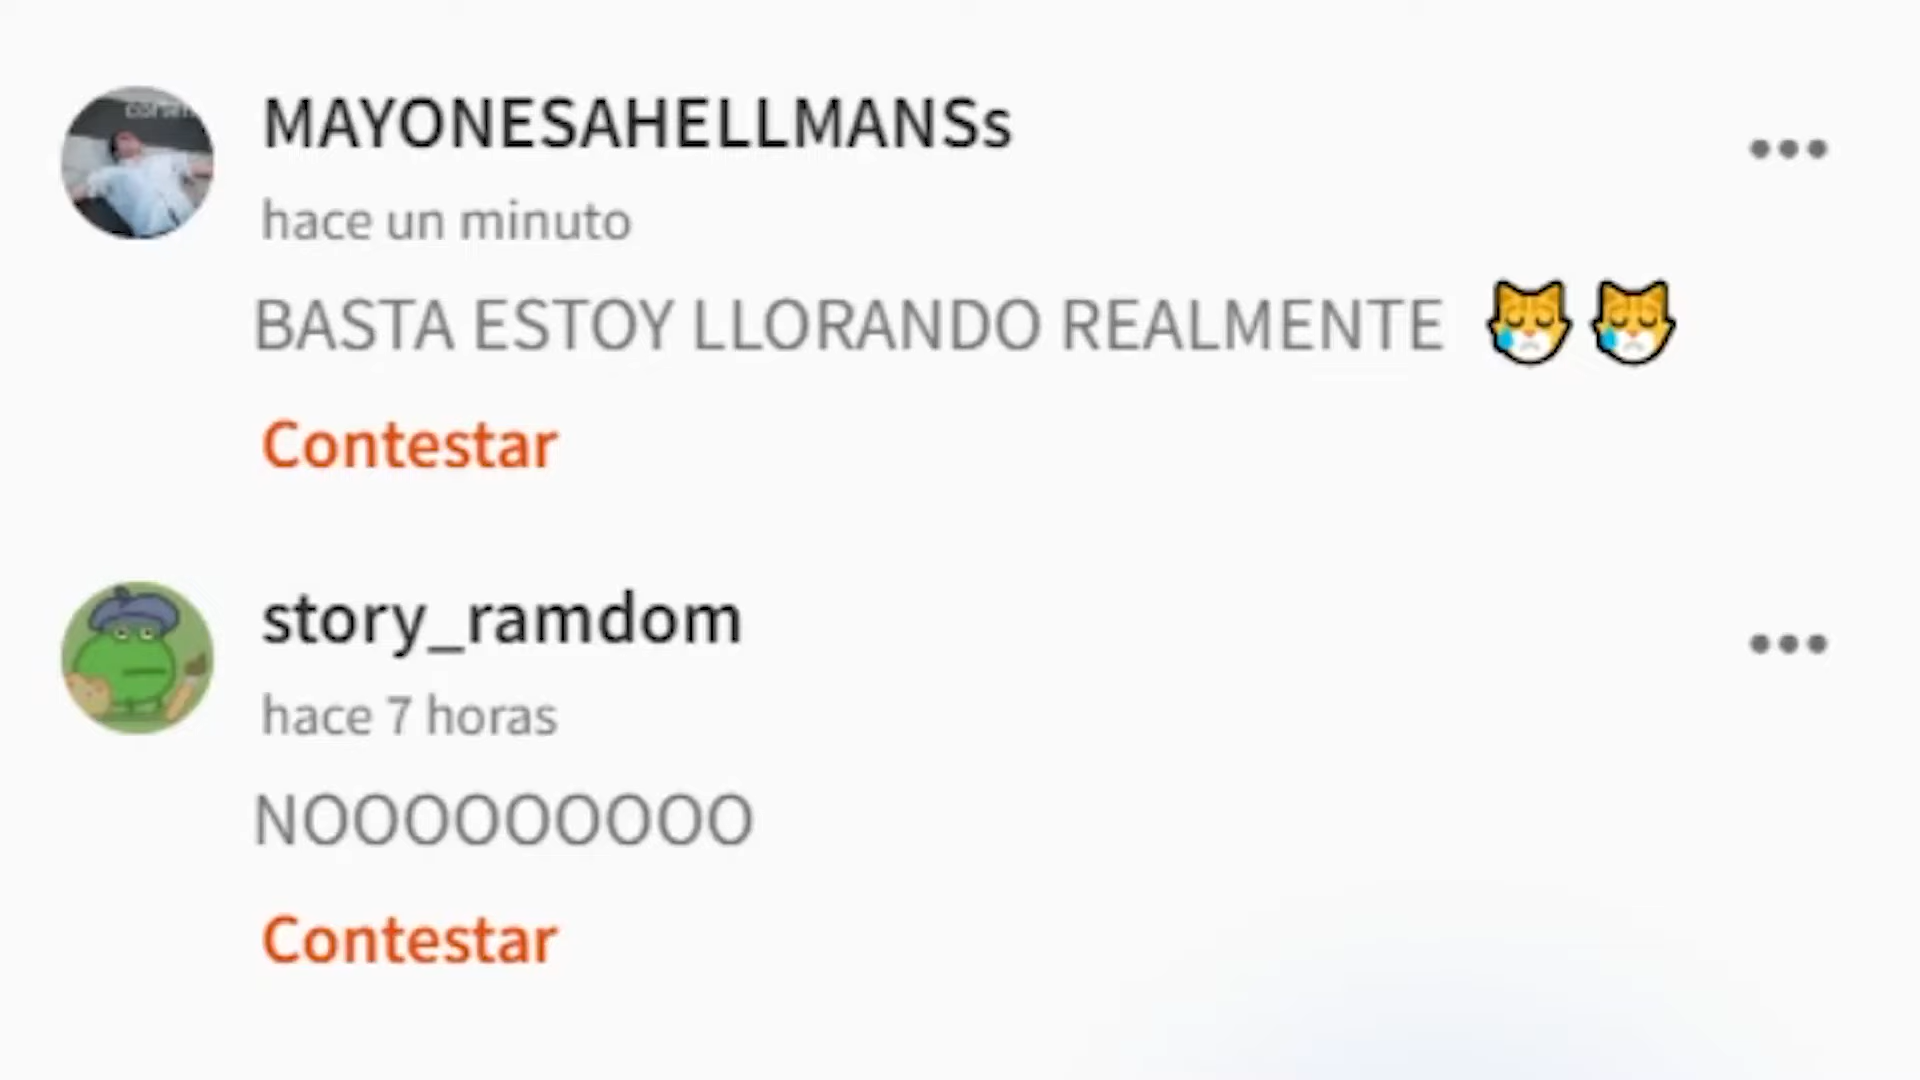 MAYONESAHELLMANSs
hace un minuto
BASTA ESTOY LLORANDO REALMENTE 😿😿
Contestar
story_ramdom
hace 7 horas
NOOOOOOOOO
Contestar